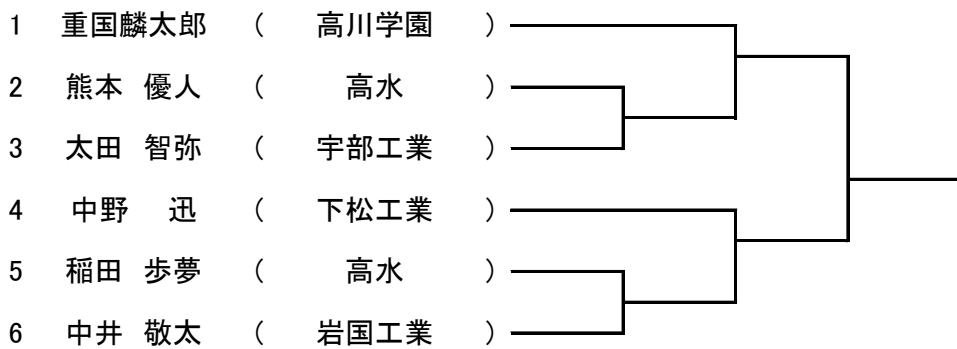 1 重国麟太郎 ( 高川学園 )
2 熊本 優人 ( 高水 )
3 太田 智弥 ( 宇部工業 )
4 中野 迅 ( 下松工業 )
5 稲田 歩夢 ( 高水 )
6 中井 敬太 ( 岩国工業 )